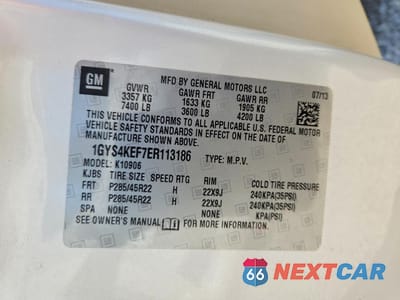 GM
MFD BY GENERAL MOTORS LLC
07/13
GVWR GAWR FRT GAWR RR
3357 KG 1633 KG 1905 KG
7400 LB 3600 LB 4200 LB
THIS VEHICLE CONFORMS TO ALL APPLICABLE U.S. FEDERAL MOTOR
VEHICLE SAFETY, BUMPER, AND THEFT PREVENTION STANDARDS IN
EFFECT ON THE DATE OF
MANUFACTURE SHOWN ABOVE.
1GYS4KEF7ER113186 TYPE: M.P.V.
MODEL: K10906
KJBS TIRE SIZE SPEED RTG RIM COLD TIRE PRESSURE
FRT P285/45R22 H 22X9J 240KPA(35PSI)
RR P285/45R22 H 22X9J 240KPA(35PSI)
SPA NONE NONE KPA(PSI)
SEE OWNER'S MANUAL FOR MORE INFORMATION.
66 NEXTCAR